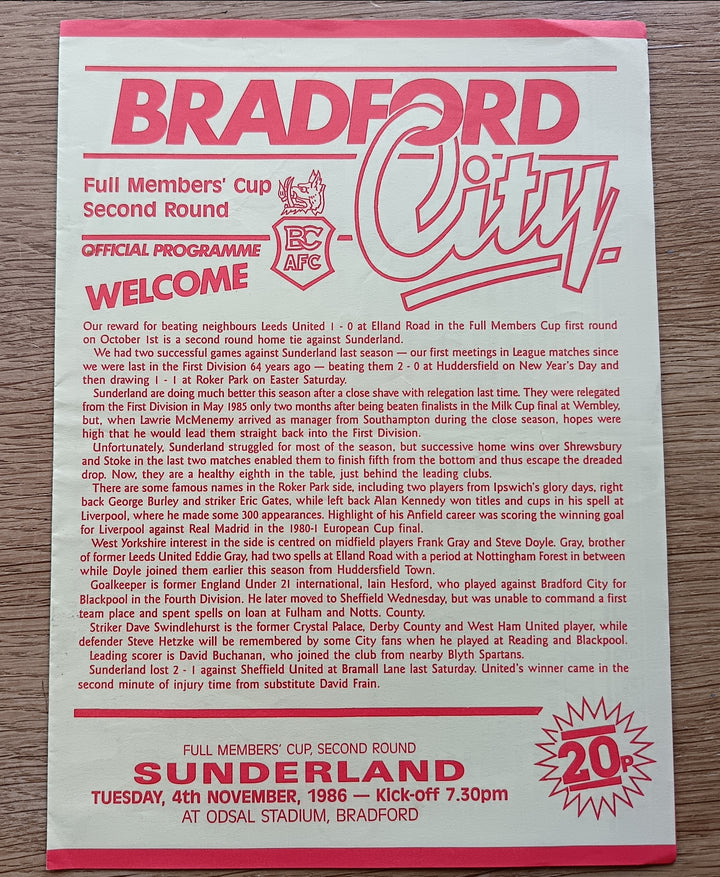 BRADFORD
City.
Full Members' Cup
Second Round
BC
AFC
OFFICIAL PROGRAMME
WELCOME
Our reward for beating neighbours Leeds United 1 - 0 at Elland Road in the Full Members Cup first round
on October 1st is a second round home tie against Sunderland.
We had two successful games against Sunderland last season — our first meetings in League matches since
we were last in the First Division 64 years ago — beating them 2 - 0 at Huddersfield on New Year's Day and
then drawing 1 - 1 at Roker Park on Easter Saturday.
Sunderland are doing much better this season after a close shave with relegation last time. They were relegated
from the First Division in May 1985 only two months after being beaten finalists in the Milk Cup final at Wembley,
but, when Lawrie McMenemy arrived as manager from Southampton during the close season, hopes were
high that he would lead them straight back into the First Division.
Unfortunately, Sunderland struggled for most of the season, but successive home wins over Shrewsbury
and Stoke in the last two matches enabled them to finish fifth from the bottom and thus escape the dreaded
drop. Now, they are a healthy eighth in the table, just behind the leading clubs.
There are some famous names in the Roker Park side, including two players from Ipswich's glory days, right
back George Burley and striker Eric Gates, while left back Alan Kennedy won titles and cups in his spell at
Liverpool, where he made some 300 appearances. Highlight of his Anfield career was scoring the winning goal
for Liverpool against Real Madrid in the 1980-1 European Cup final.
West Yorkshire interest in the side is centred on midfield players Frank Gray and Steve Doyle. Gray, brother
of former Leeds United Eddie Gray, had two spells at Elland Road with a period at Nottingham Forest in between
while Doyle joined them earlier this season from Huddersfield Town.
Goalkeeper is former England Under 21 international, Iain Hesford, who played against Bradford City for
Blackpool in the Fourth Division. He later moved to Sheffield Wednesday, but was unable to command a first
team place and spent spells on loan at Fulham and Notts. County.
Striker Dave Swindlehurst is the former Crystal Palace, Derby County and West Ham United player, while
defender Steve Hetzke will be remembered by some City fans when he played at Reading and Blackpool.
Leading scorer is David Buchanan, who joined the club from nearby Blyth Spartans.
Sunderland lost 2 - 1 against Sheffield United at Bramall Lane last Saturday. United's winner came in the
second minute of injury time from substitute David Frain.
FULL MEMBERS' CUP, SECOND ROUND
SUNDERLAND
TUESDAY, 4th NOVEMBER, 1986 — Kick-off 7.30pm
AT ODSAL STADIUM, BRADFORD
20P